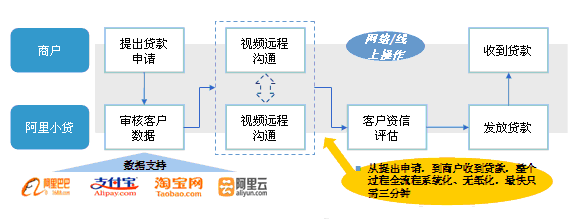 商户
提出贷款
申请
视频远程
沟通
网络/线
上操作
收到贷款
阿里小贷
审核客户
数据
视频远程
沟通
客户资信
评估
发放贷款
数据支持
阿里巴巴
Alibaba.com
支付宝
Alipay.com
淘宝网
Taobao.com
阿里云
aliyun.com
从提出申请，到商户收到贷款，整个
过程全流程系统化、无纸化，最快只
需三分钟